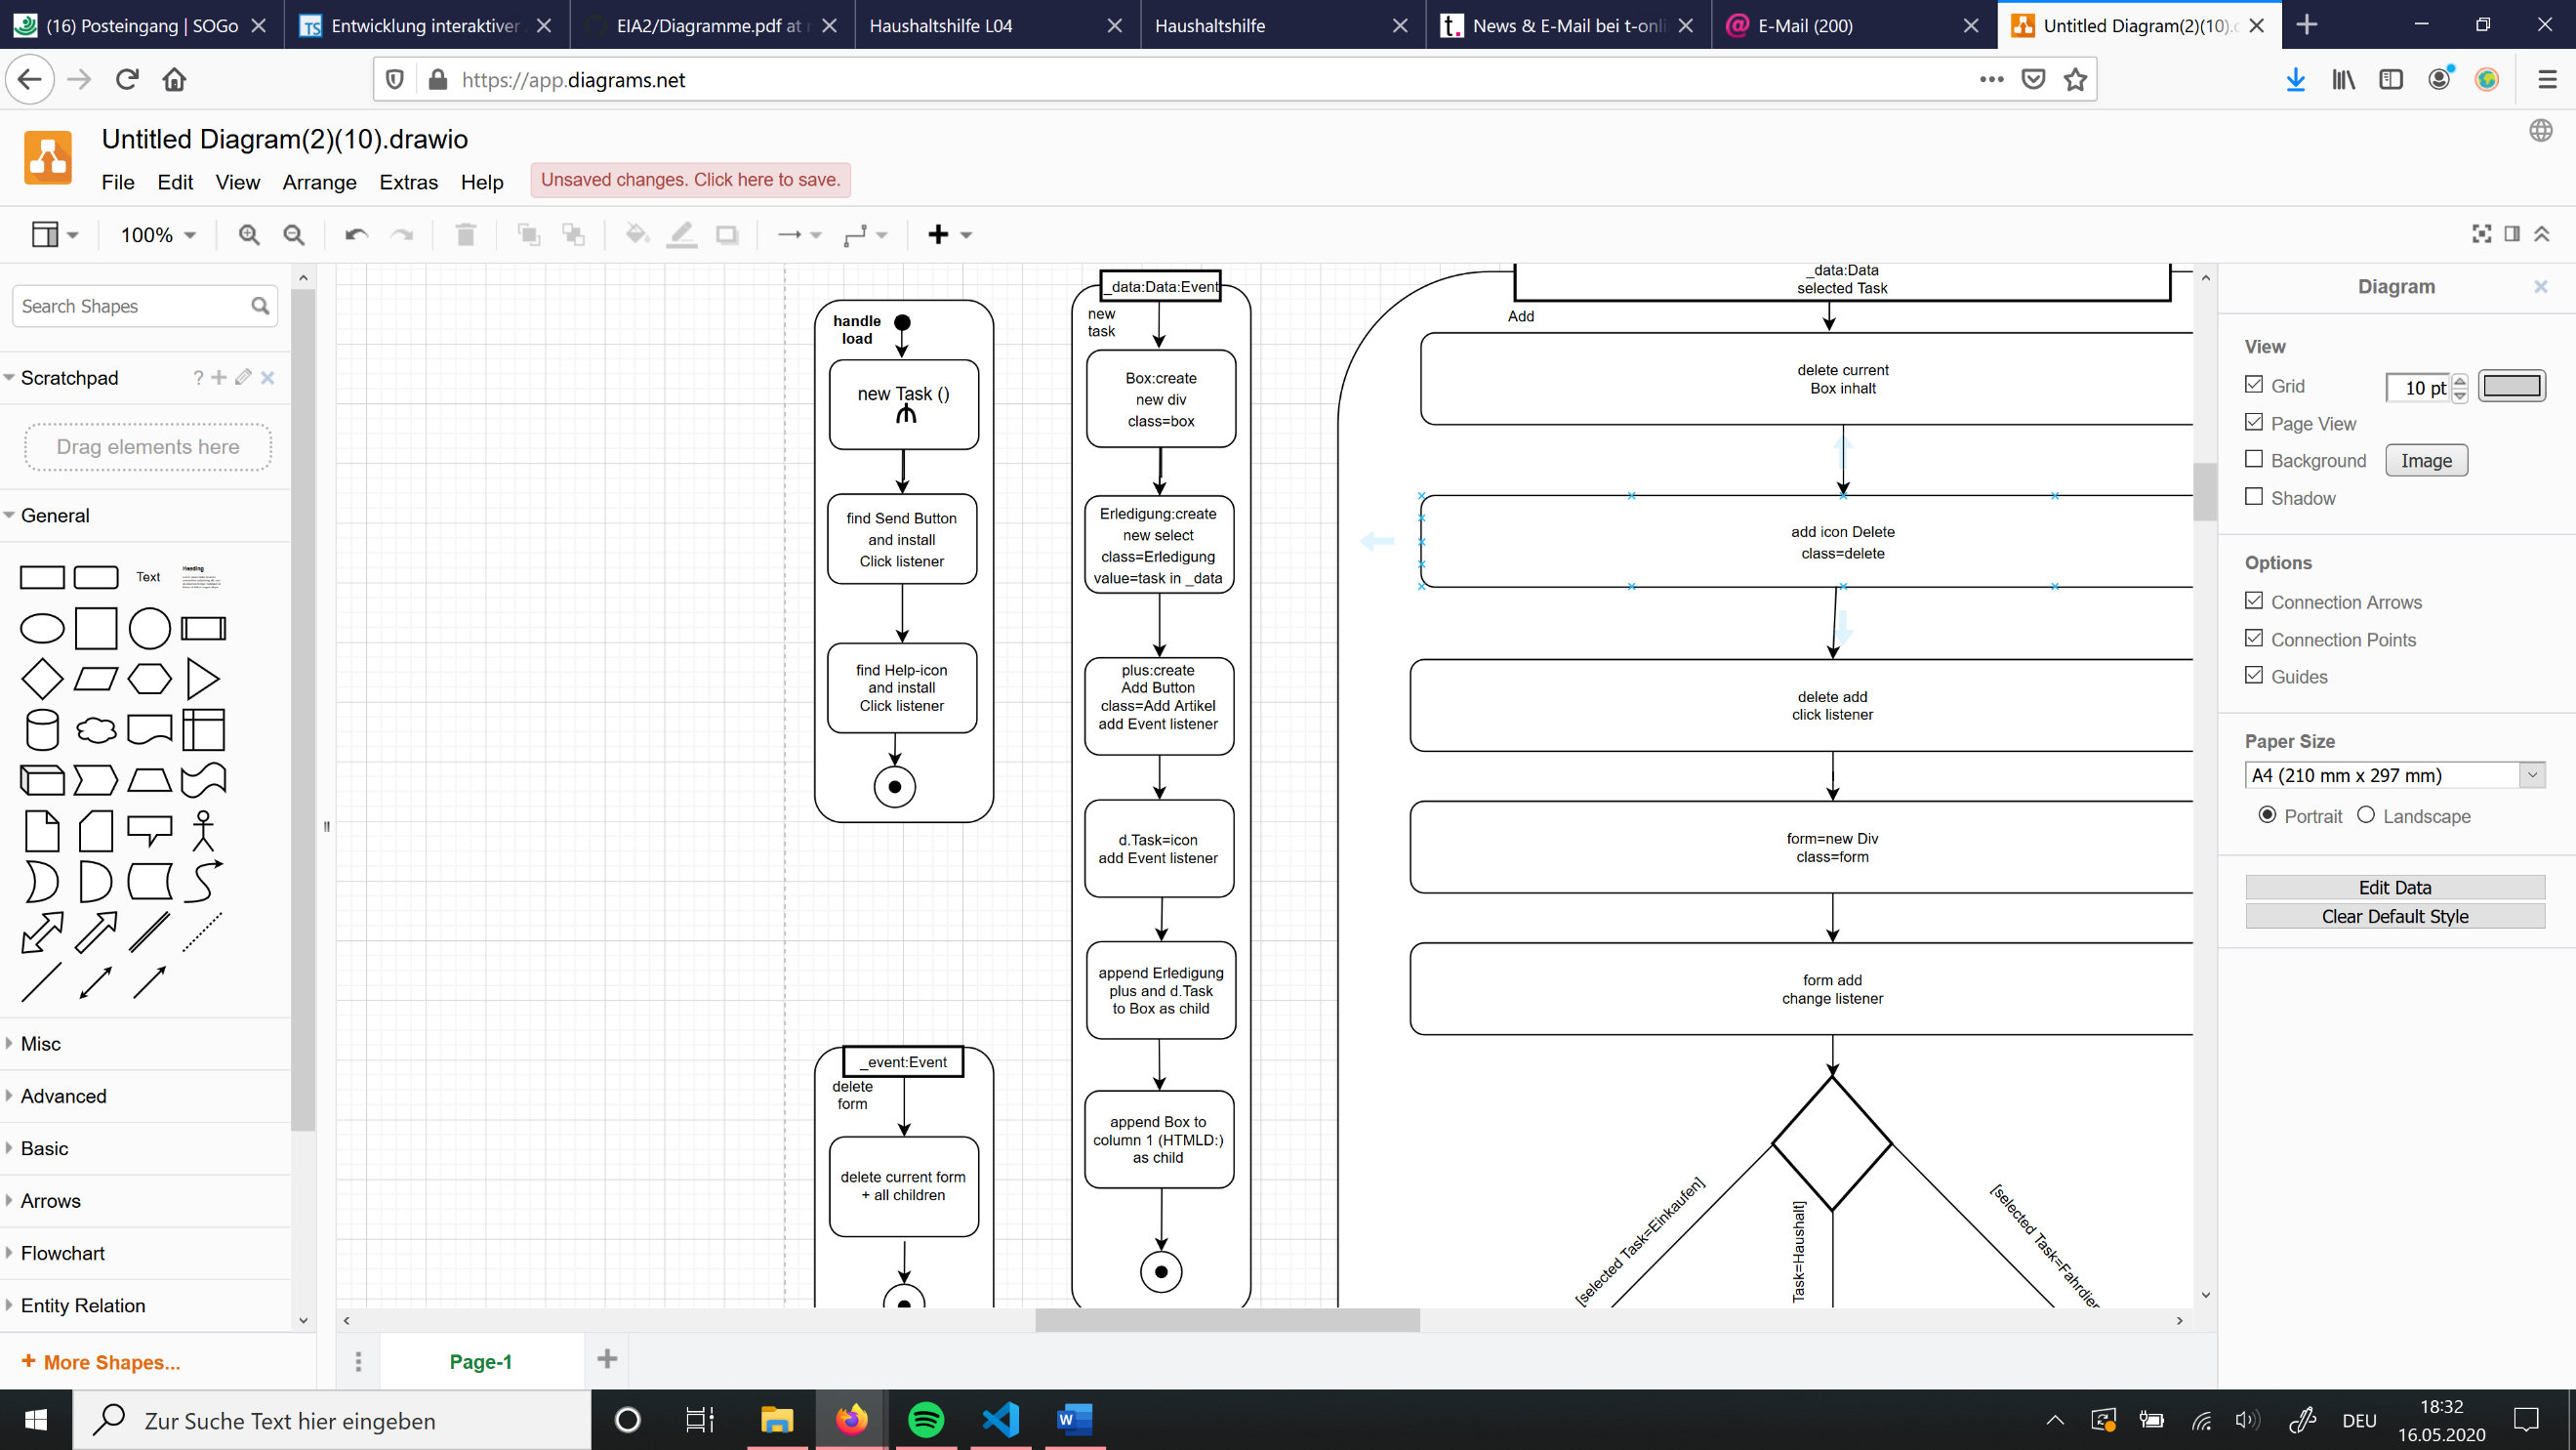 (16) Posteingang | SOGo
Entwicklung interaktiver
EIA2/Diagramme.pdf at
Haushaltshilfe L04
Haushaltshilfe
News & E-Mail bei t-onli
E-Mail (200)
Untitled Diagram(2)(10).
https://app.diagrams.net
Untitled Diagram(2)(10).drawio
File Edit View Arrange Extras Help
Unsaved changes. Click here to save.
100%
Search Shapes
Scratchpad
?
Drag elements here
General
Text
Heading
Misc
Advanced
Basic
Arrows
Flowchart
Entity Relation
+ More Shapes...
handle
load
new Task ()
find Send Button
and install
Click listener
find Help-icon
and install
Click listener
_event:Event
delete
form
delete current form
+ all children
_data:Data:Event
new
task
Box:create
new div
class=box
Erledigung:create
new select
class=Erledigung
value=task in _data
plus:create
Add Button
class=Add Artikel
add Event listener
d.Task=icon
add Event listener
append Erledigung
plus and d.Task
to Box as child
append Box to
column 1 (HTMLD:)
as child
_data:Data
selected Task
Add
delete current
Box inhalt
add icon Delete
class=delete
delete add
click listener
form=new Div
class=form
form add
change listener
[selected Task=Einkaufen]
Task=Haushalt]
[selected Task=Fahrdien
Page-1
Diagram
View
Grid
10 pt
Page View
Background
Image
Shadow
Options
Connection Arrows
Connection Points
Guides
Paper Size
A4 (210 mm x 297 mm)
Portrait
Landscape
Edit Data
Clear Default Style
Zur Suche Text hier eingeben
DEU
18:32
16.05.2020